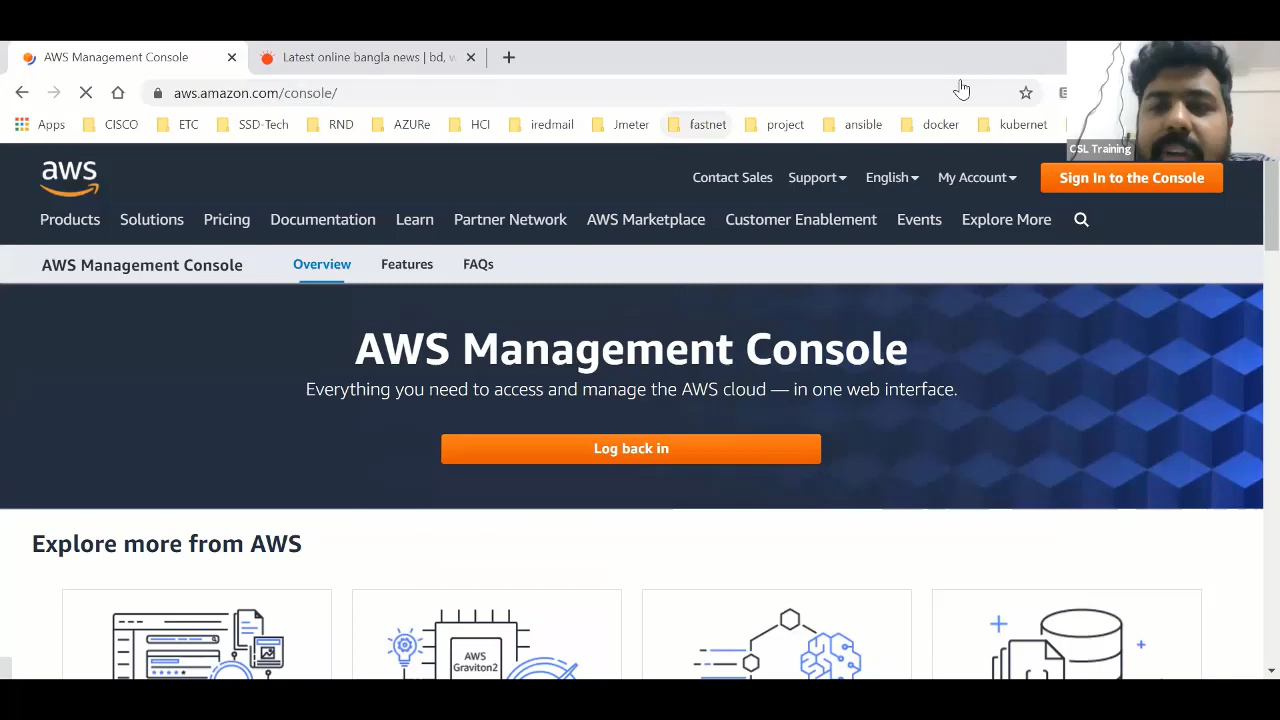 AWS Management Console
Latest online bangla news | bd, w
aws.amazon.com/console/
Apps CISCO ETC SSD-Tech RND AZURe HCI iredmail Jmeter fastnet project ansible docker kubernet
CSL Training
aws
Contact Sales Support English My Account Sign In to the Console
Products Solutions Pricing Documentation Learn Partner Network AWS Marketplace Customer Enablement Events Explore More
AWS Management Console Overview Features FAQs
AWS Management Console
Everything you need to access and manage the AWS cloud — in one web interface.
Log back in
Explore more from AWS
AWS
Graviton2